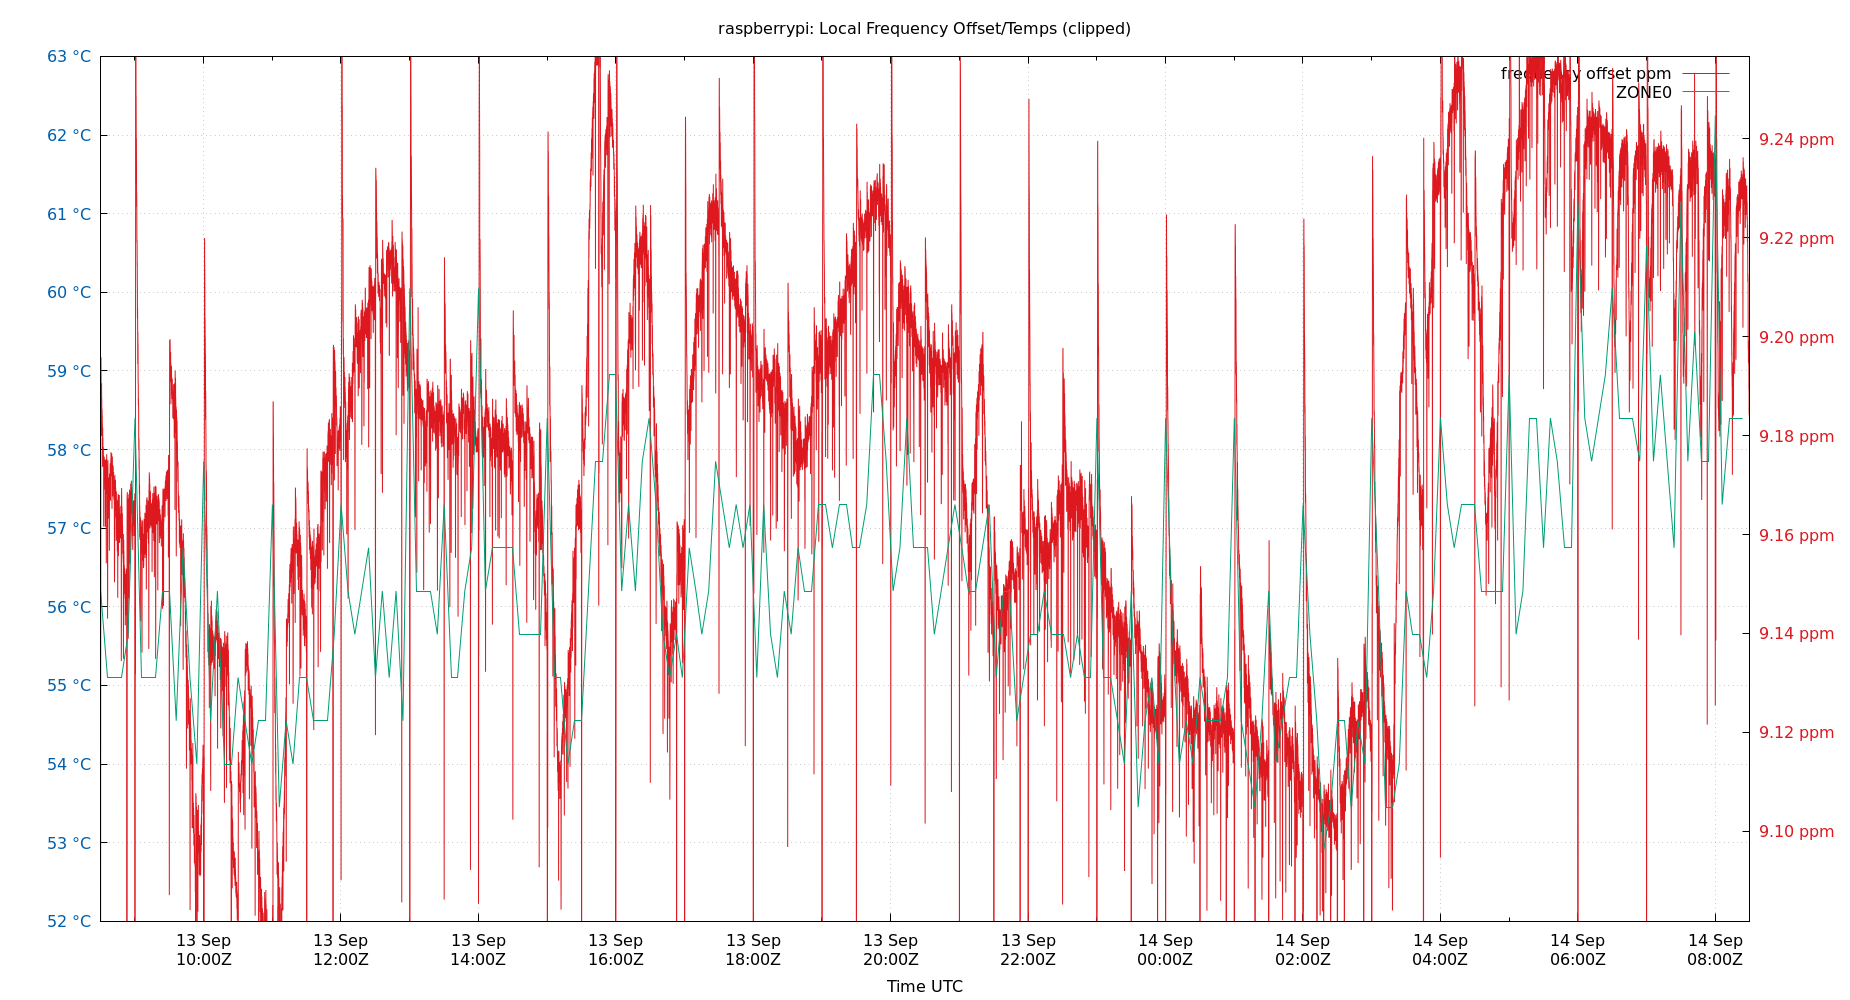 raspberrypi: Local Frequency Offset/Temps (clipped)
63 °C
62 °C
61 °C
60 °C
59 °C
58 °C
57 °C
56 °C
55 °C
54 °C
53 °C
52 °C
frequency offset ppm
ZONE0
9.24 ppm
9.22 ppm
9.20 ppm
9.18 ppm
9.16 ppm
9.14 ppm
9.12 ppm
9.10 ppm
13 Sep 13 Sep 13 Sep 13 Sep 13 Sep 13 Sep 13 Sep 14 Sep 14 Sep 14 Sep 14 Sep 14 Sep
10:00Z 12:00Z 14:00Z 16:00Z 18:00Z 20:00Z 22:00Z 00:00Z 02:00Z 04:00Z 06:00Z 08:00Z
Time UTC